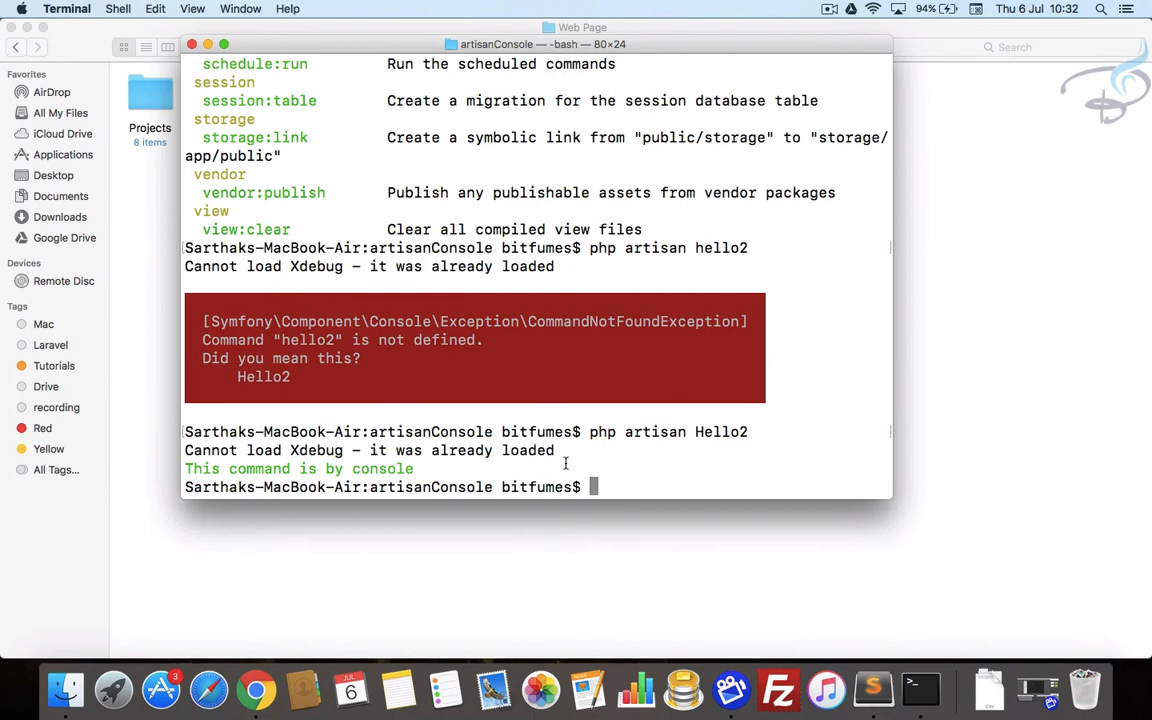 Terminal Shell Edit View Window Help 94% Thu 6 Jul 10:32
Web Page
Search
artisanConsole — -bash — 80×24
Favorites
AirDrop
All My Files
iCloud Drive
Applications
Desktop
Documents
Downloads
Google Drive
Devices
Remote Disc
Tags
Mac
Laravel
Tutorials
Drive
recording
Red
Yellow
All Tags...
Projects
8 items
schedule:run Run the scheduled commands
session
session:table Create a migration for the session database table
storage
storage:link Create a symbolic link from "public/storage" to "storage/
app/public"
vendor
vendor:publish Publish any publishable assets from vendor packages
view
view:clear Clear all compiled view files
[Sarthaks-MacBook-Air:artisanConsole bitfumes$ php artisan hello2 ]
Cannot load Xdebug - it was already loaded
[Symfony\Component\Console\Exception\CommandNotFoundException]
Command "hello2" is not defined.
Did you mean this?
Hello2
[Sarthaks-MacBook-Air:artisanConsole bitfumes$ php artisan Hello2 ]
Cannot load Xdebug - it was already loaded
This command is by console
Sarthaks-MacBook-Air:artisanConsole bitfumes$
3
JUL
6